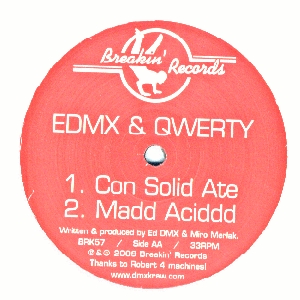 Breakin' Records
EDMX & QWERTY
1. Con Solid Ate
2. Madd Aciddd
Written & produced by Ed DMX & Miro Merlak.
BRK57 / Side AA / 33RPM
℗ & © 2006 Breakin' Records
Thanks to Robert 4 machines!
www.dmxkrew.com